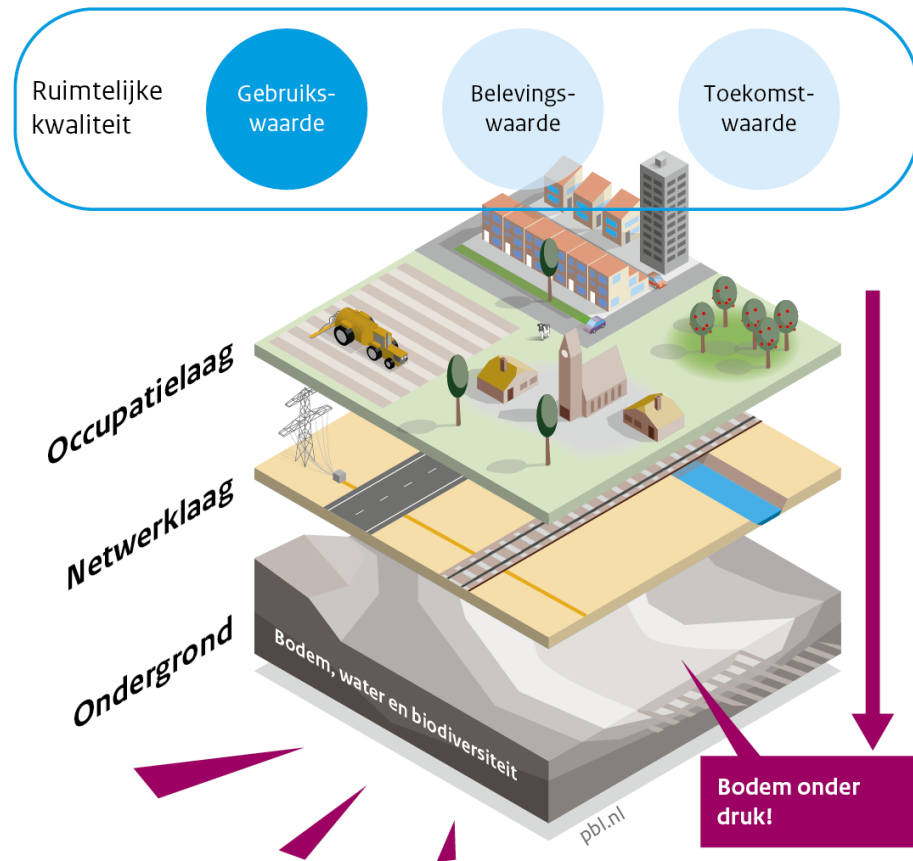 Ruimtelijke
kwaliteit
Gebruiks-
waarde
Belevings-
waarde
Toekomst-
waarde
Occupatielaag
Netwerklaag
Ondergrond
Bodem, water en biodiversiteit
Bodem onder
druk!
pbl.nl